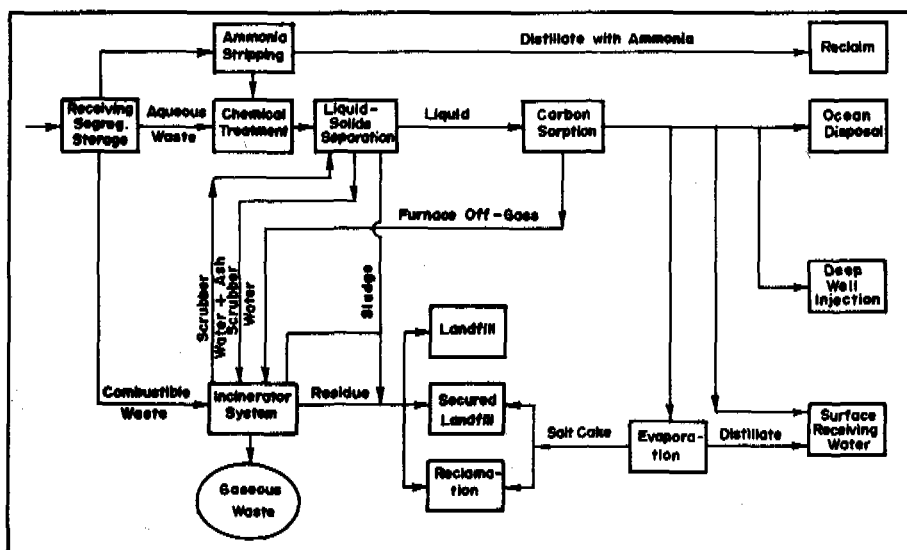 Ammonia
Stripping
Distillate with Ammonia
Reclaim
Receiving
Segreg.
Storage
Aqueous
Waste
Chemical
Treatment
Liquid-
Solids
Separation
Liquid
Carbon
Sorption
Ocean
Disposal
Furnace Off-Gass
Deep
Well
Injection
Scrubber
Water + Ash
Scrubber
Water
Sludge
Landfill
Combustible
Waste
Incinerator
System
Residue
Secured
Landfill
Salt Cake
Evapora-
tion
Distillate
Surface
Receiving
Water
Reclama-
tion
Gaseous
Waste